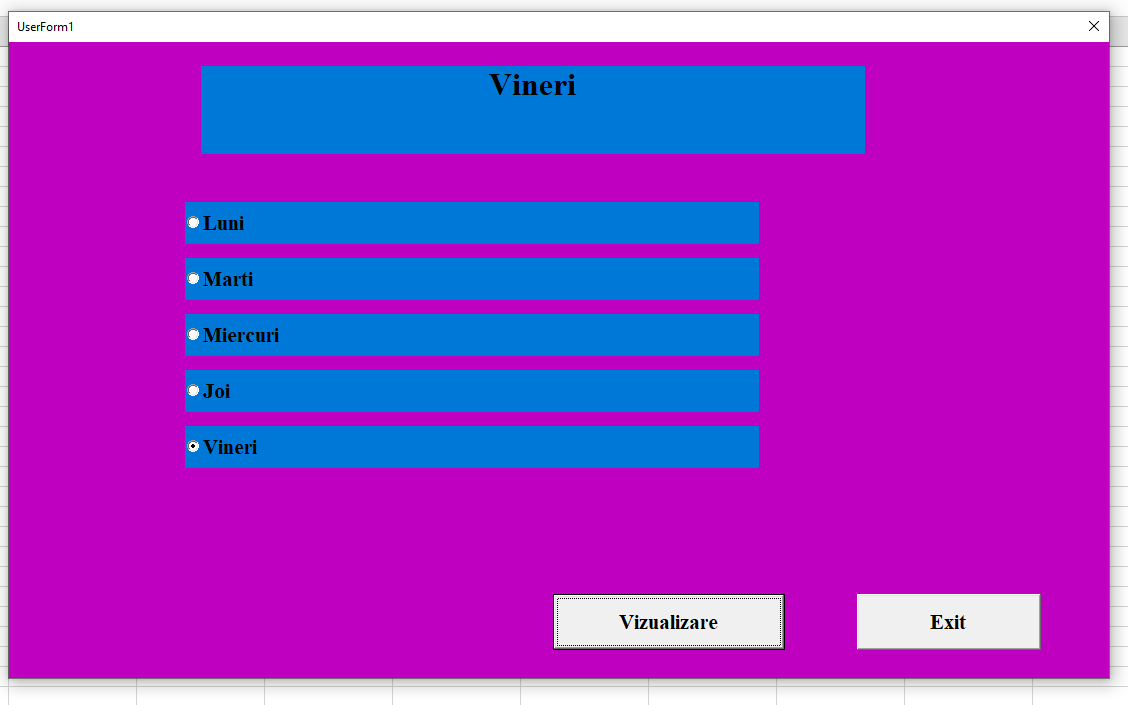 UserForm1
Vineri
Luni
Marti
Miercuri
Joi
Vineri
Vizualizare
Exit